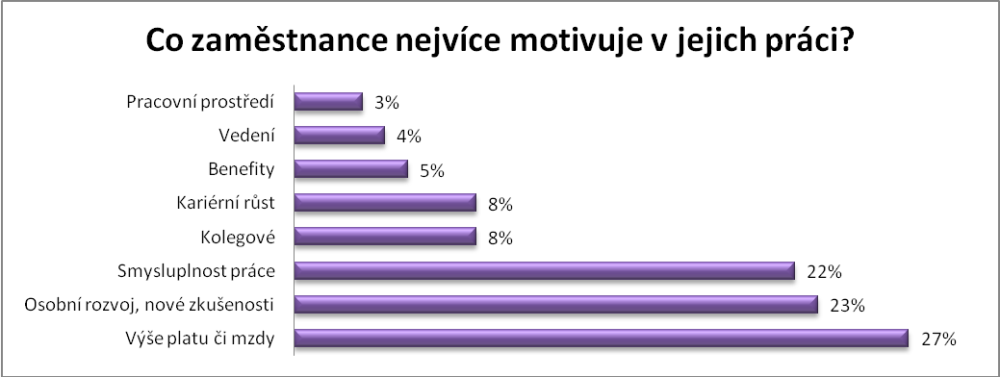 Co zaměstnance nejvíce motivuje v jejich práci?
Pracovní prostředí 3%
Vedení 4%
Benefity 5%
Kariérní růst 8%
Kolegové 8%
Smysluplnost práce 22%
Osobní rozvoj, nové zkušenosti 23%
Výše platu či mzdy 27%